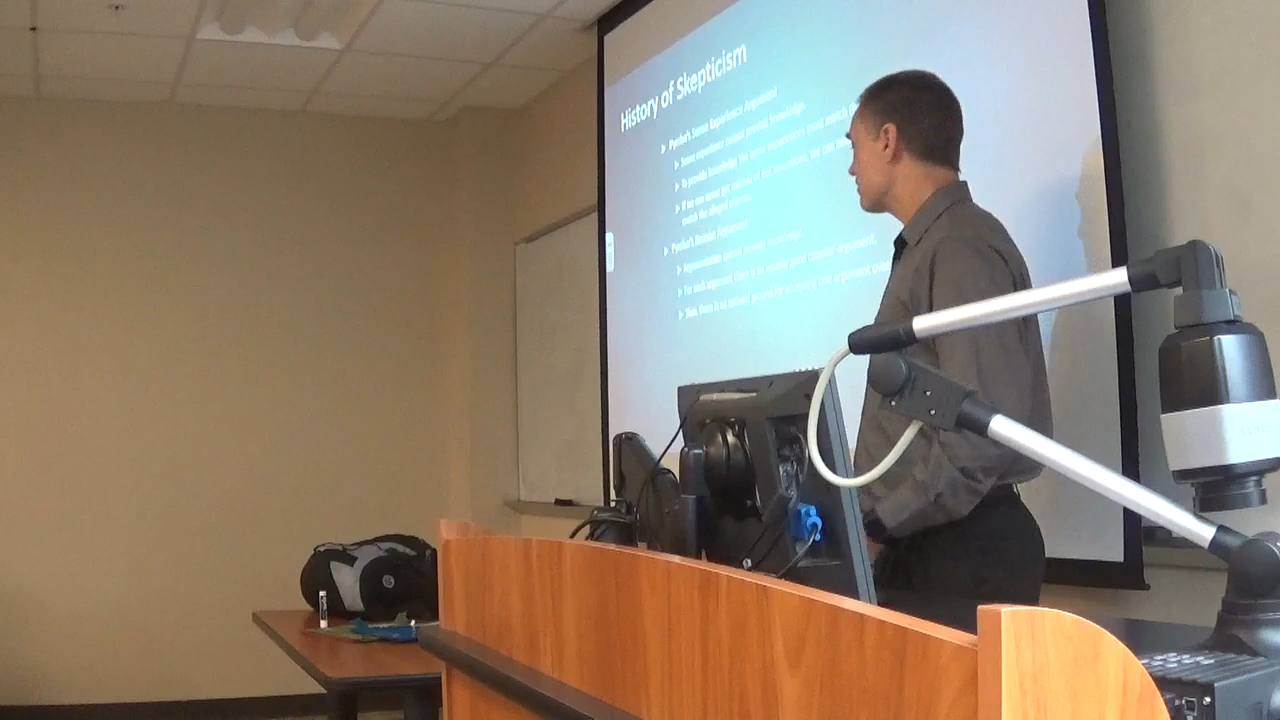 History of Skepticism
Pyrrho's Sense Experience Argument
Sense experience cannot provide knowledge.
To provide knowledge the sense experiences must match the
If we can never get outside of our sensations, we can
match the alleged objects.
Pyrrho's Reason Argument
Argumentation cannot provide knowledge.
For each argument there is an equally good counter-argument.
Thus, there is no rational ground for accepting one argument over